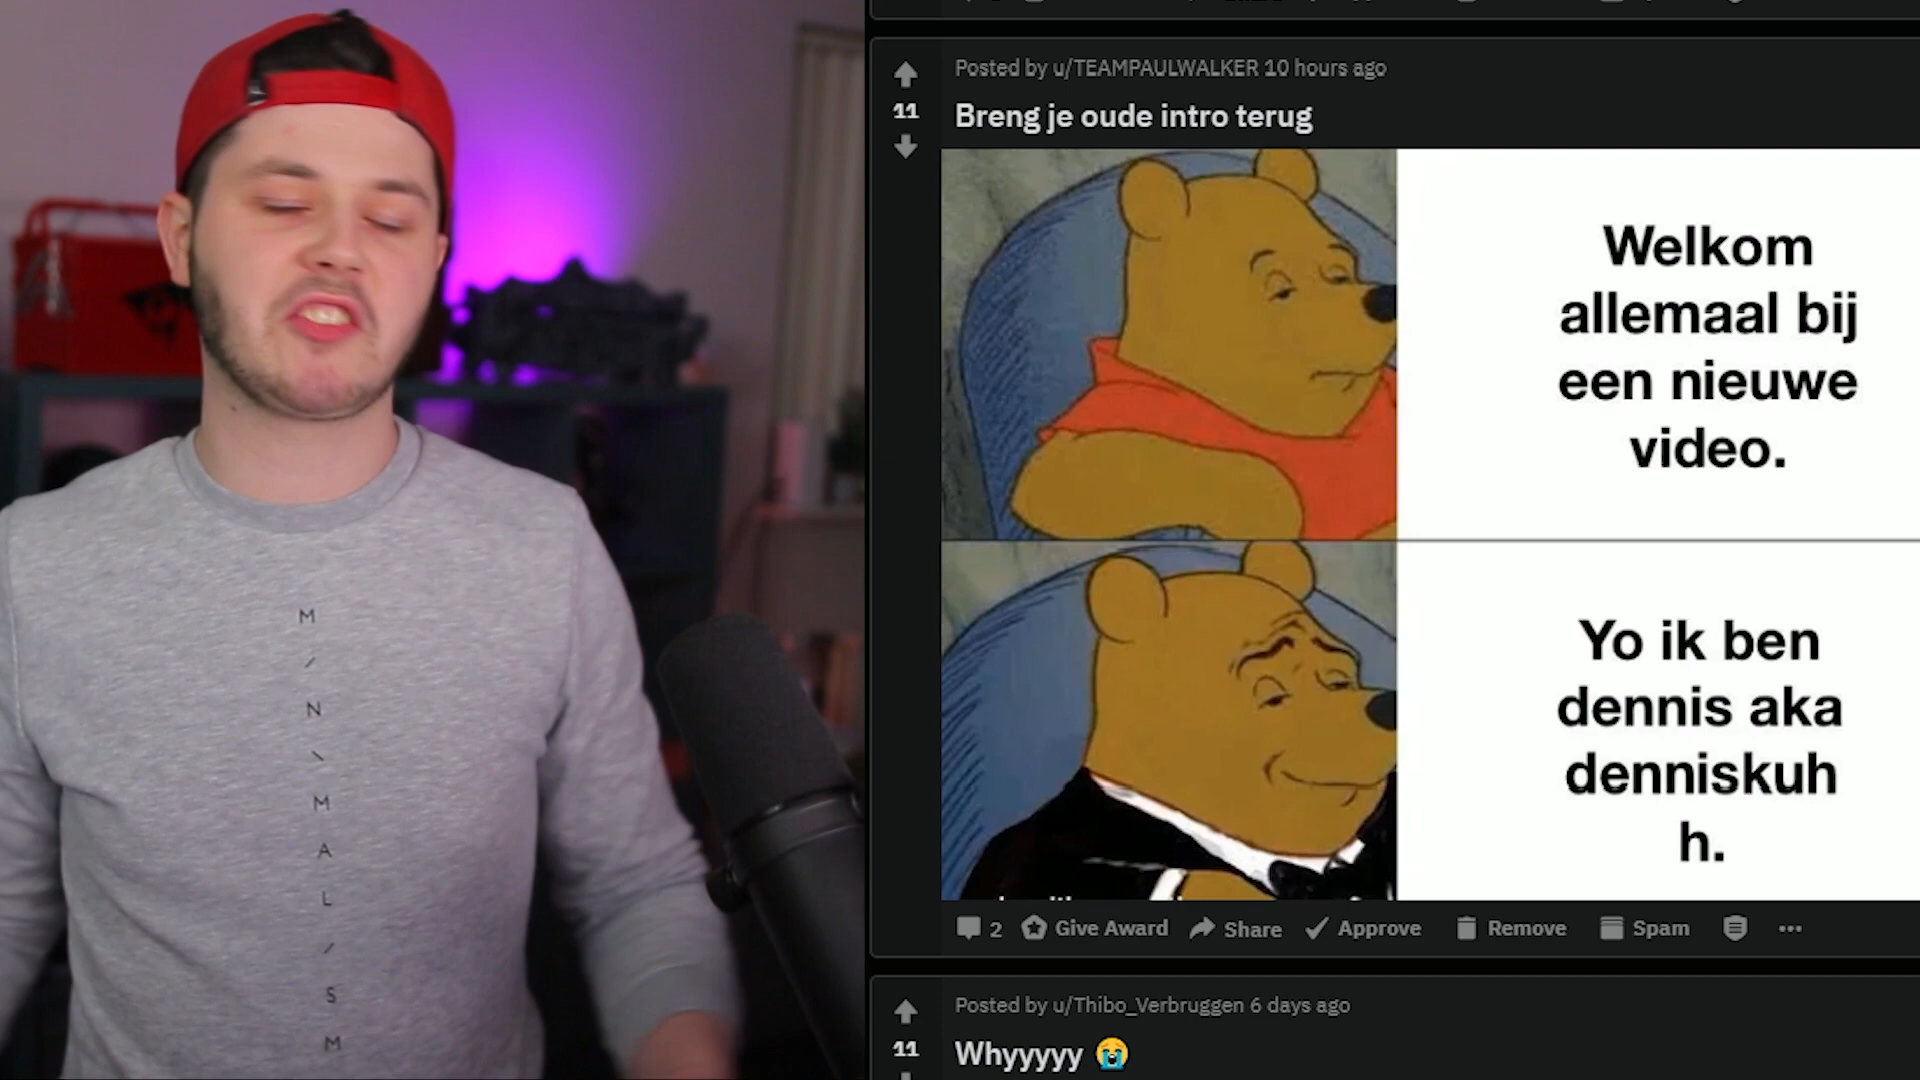 Posted by u/TEAMPAULWALKER 10 hours ago
11
Breng je oude intro terug
Welkom
allemaal bij
een nieuwe
video.
Yo ik ben
dennis aka
denniskuh
h.
2 Give Award Share Approve Remove Spam
Posted by u/Thibo_Verbruggen 6 days ago
11
Whyyyyy 😭
M / N \ M A L / S M